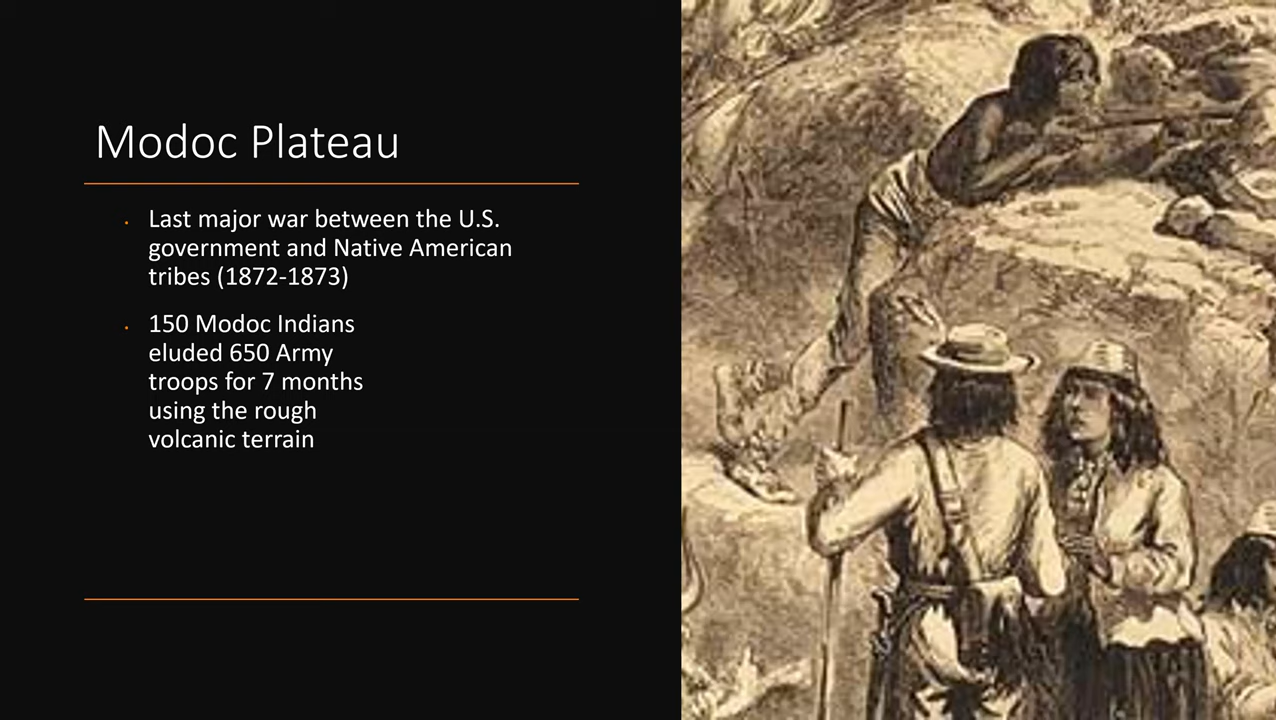 Modoc Plateau
Last major war between the U.S.
government and Native American
tribes (1872-1873)
150 Modoc Indians
eluded 650 Army
troops for 7 months
using the rough
volcanic terrain